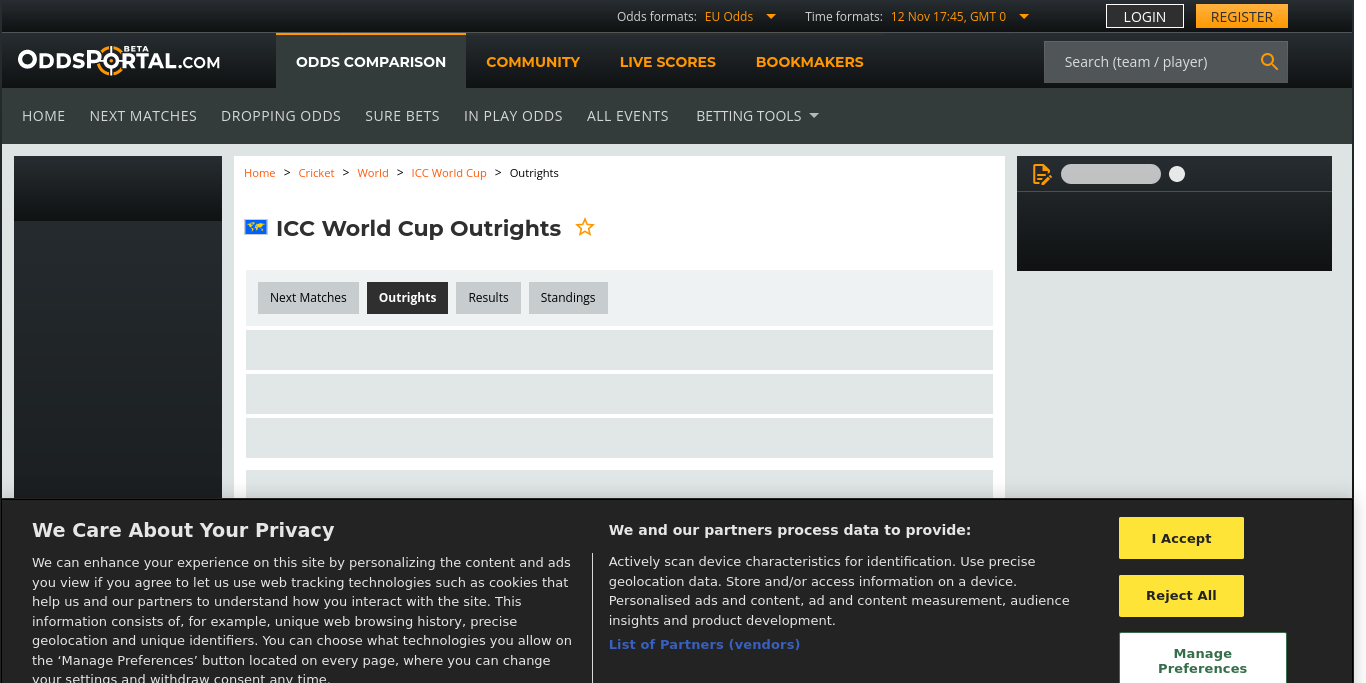 Odds formats: EU Odds Time formats: 12 Nov 17:45, GMT 0 LOGIN REGISTER
ODDSPORTAL.COM BETA ODDS COMPARISON COMMUNITY LIVE SCORES BOOKMAKERS Search (team / player)
HOME NEXT MATCHES DROPPING ODDS SURE BETS IN PLAY ODDS ALL EVENTS BETTING TOOLS
Home > Cricket > World > ICC World Cup > Outrights
ICC World Cup Outrights
Next Matches Outrights Results Standings
We Care About Your Privacy
We can enhance your experience on this site by personalizing the content and ads
you view if you agree to let us use web tracking technologies such as cookies that
help us and our partners to understand how you interact with the site. This
information consists of, for example, unique web browsing history, precise
geolocation and unique identifiers. You can choose what technologies you allow on
the ‘Manage Preferences’ button located on every page, where you can change
your settings and withdraw consent any time.
We and our partners process data to provide:
Actively scan device characteristics for identification. Use precise
geolocation data. Store and/or access information on a device.
Personalised ads and content, ad and content measurement, audience
insights and product development.
List of Partners (vendors)
I Accept
Reject All
Manage
Preferences